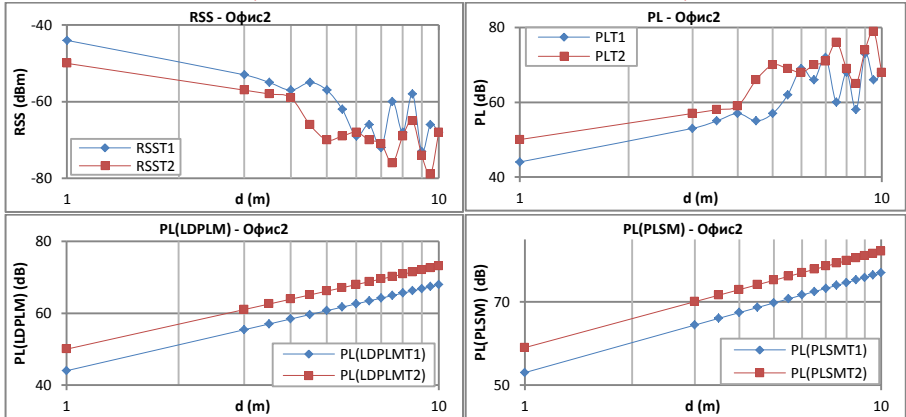 RSS - Офис2
-40
-60
-80
RSS (dBm)
RSST1
RSST2
1
d (m)
10
PL - Офис2
80
60
40
PL (dB)
PLT1
PLT2
1
d (m)
10
PL(LDPLM) - Офис2
80
60
40
PL(LDPLM) (dB)
PL(LDPLMT1)
PL(LDPLMT2)
1
d (m)
10
PL(PLSM) - Офис2
70
50
PL(PLSM) (dB)
PL(PLSMT1)
PL(PLSMT2)
1
d (m)
10